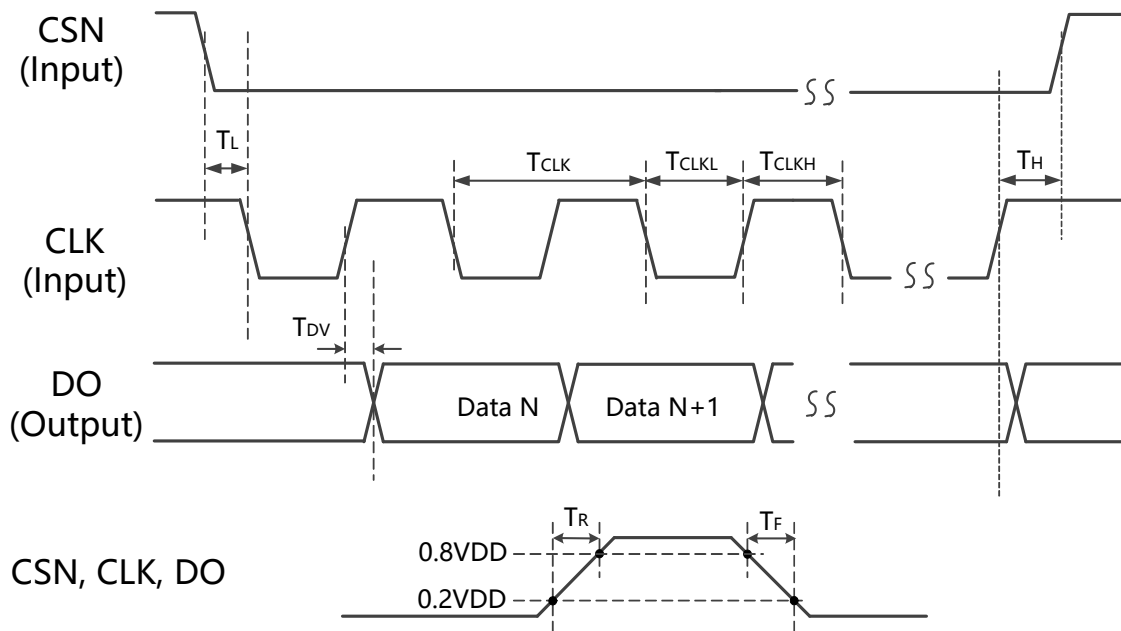 CSN
(Input)
TL
TCLK
TCLKL
TCLKH
TH
CLK
(Input)
TDV
DO
(Output)
Data N
Data N+1
TR
TF
0.8VDD
CSN, CLK, DO
0.2VDD